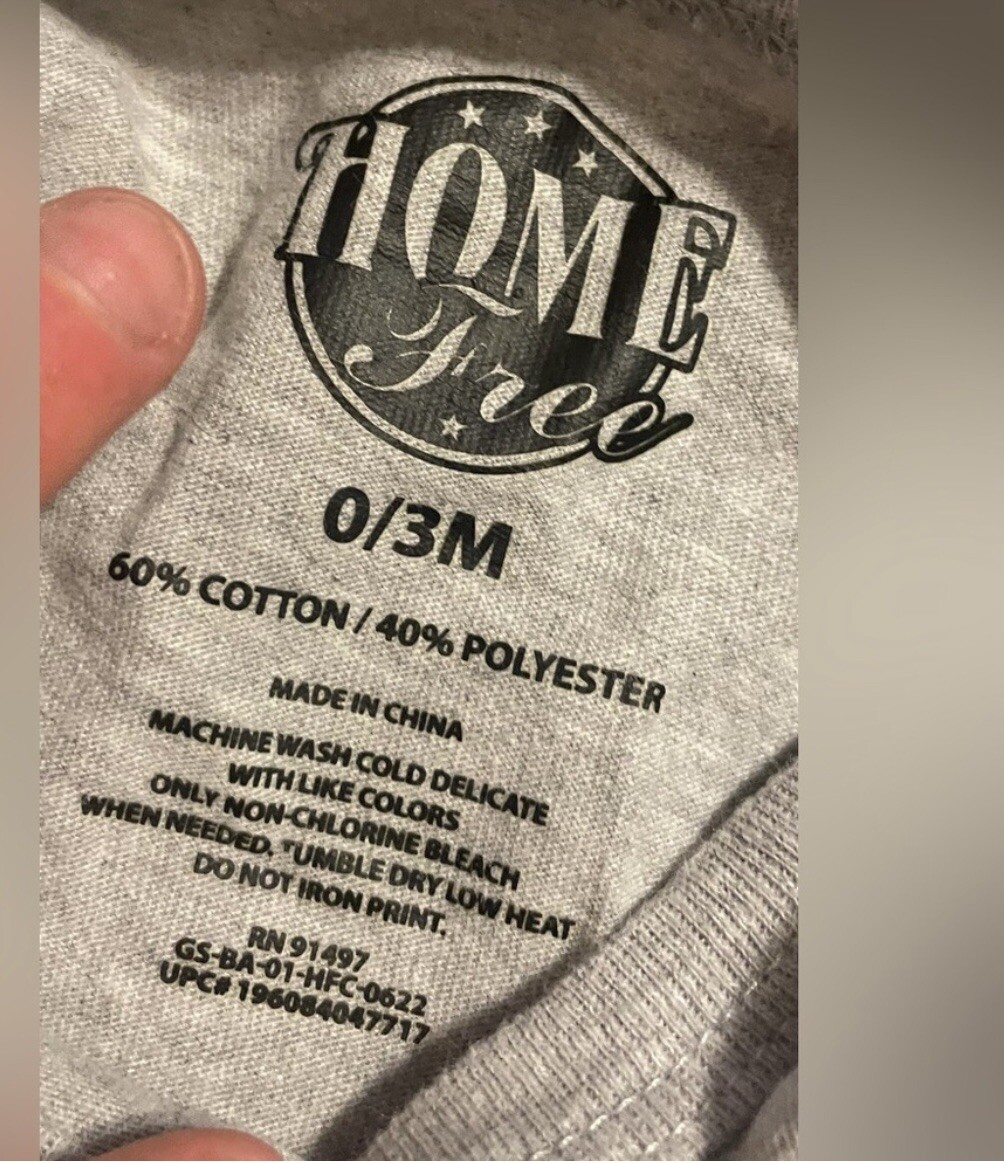 HOME
Free
0/3M
60% COTTON / 40% POLYESTER
MADE IN CHINA
MACHINE WASH COLD DELICATE
WITH LIKE COLORS
ONLY NON-CHLORINE BLEACH
WHEN NEEDED. TUMBLE DRY LOW HEAT
DO NOT IRON PRINT.
RN 91497
GS-BA-01-HFC-0622
UPC# 196084047717